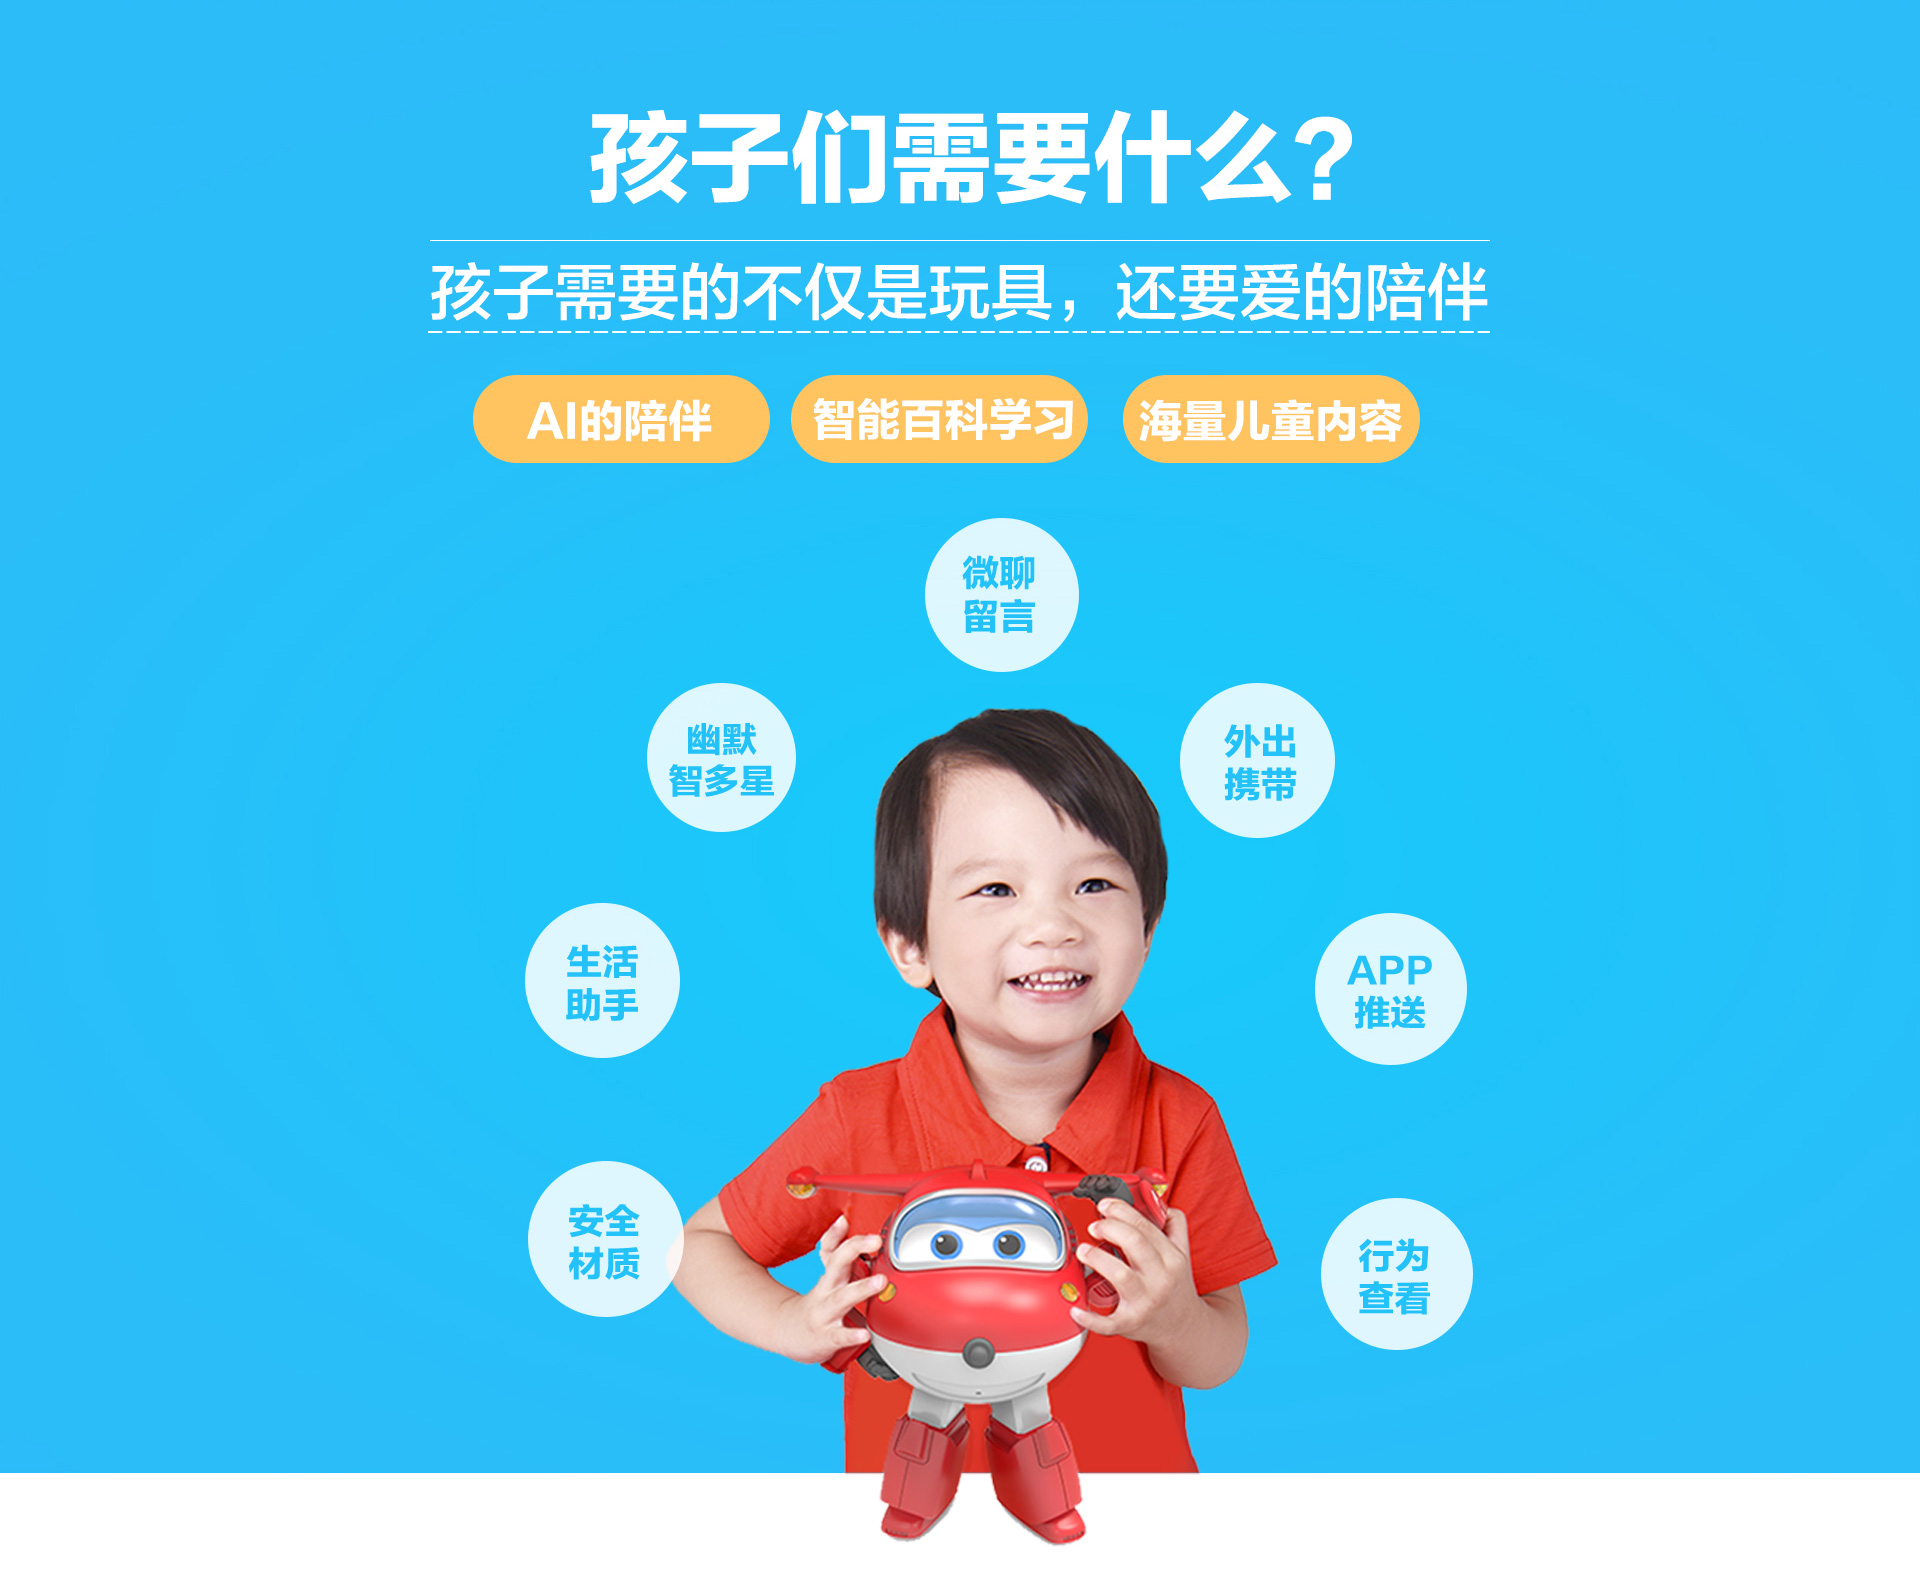 孩子们需要什么?
孩子需要的不仅是玩具，还要爱的陪伴
AI的陪伴
智能百科学习
海量儿童内容
微聊
留言
幽默
智多星
外出
携带
生活
助手
APP
推送
安全
材质
行为
查看